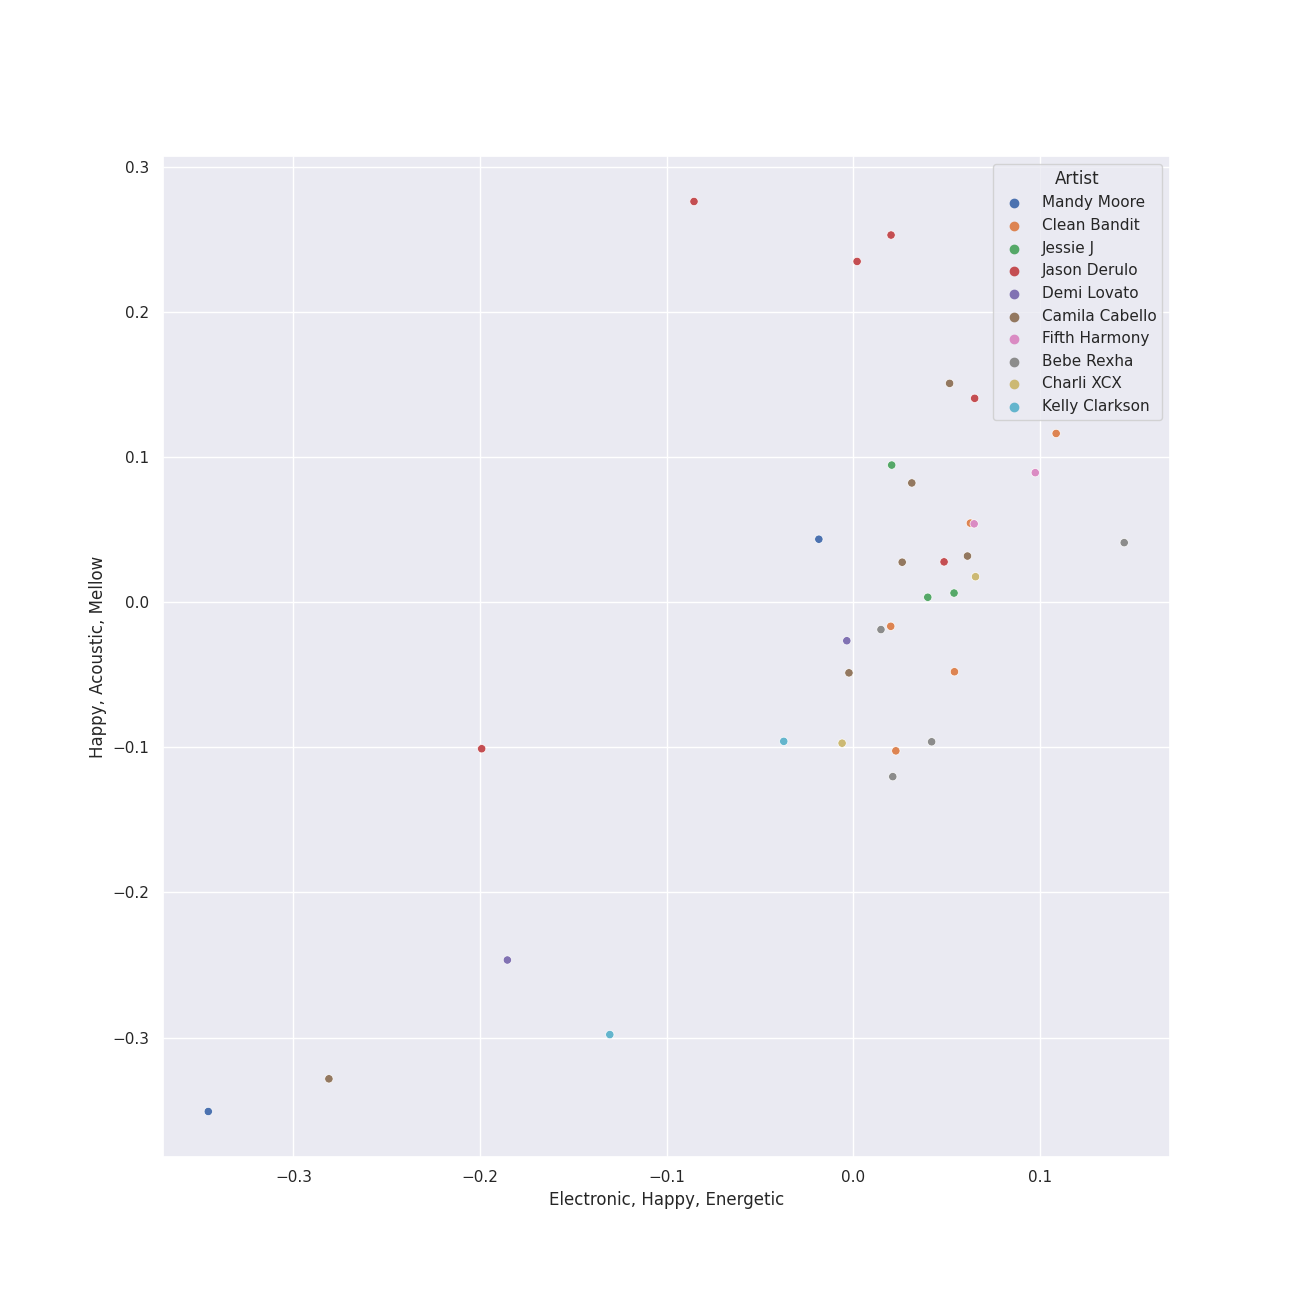 0.3
0.2
0.1
0.0
−0.1
−0.2
−0.3
Happy, Acoustic, Mellow
Artist
Mandy Moore
Clean Bandit
Jessie J
Jason Derulo
Demi Lovato
Camila Cabello
Fifth Harmony
Bebe Rexha
Charli XCX
Kelly Clarkson
−0.3 −0.2 −0.1 0.0 0.1
Electronic, Happy, Energetic